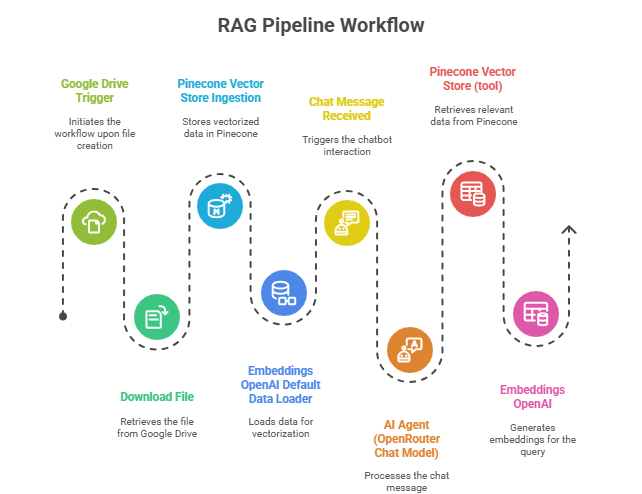 RAG Pipeline Workflow
Google Drive
Trigger
Initiates the
workflow upon file
creation
Download File
Retrieves the file
from Google Drive
Pinecone Vector
Store Ingestion
Stores vectorized
data in Pinecone
Embeddings
OpenAI Default
Data Loader
Loads data for
vectorization
Chat Message
Received
Triggers the chatbot
interaction
AI Agent
(OpenRouter
Chat Model)
Processes the chat
message
Pinecone Vector
Store (tool)
Retrieves relevant
data from Pinecone
Embeddings
OpenAI
Generates
embeddings for the
query